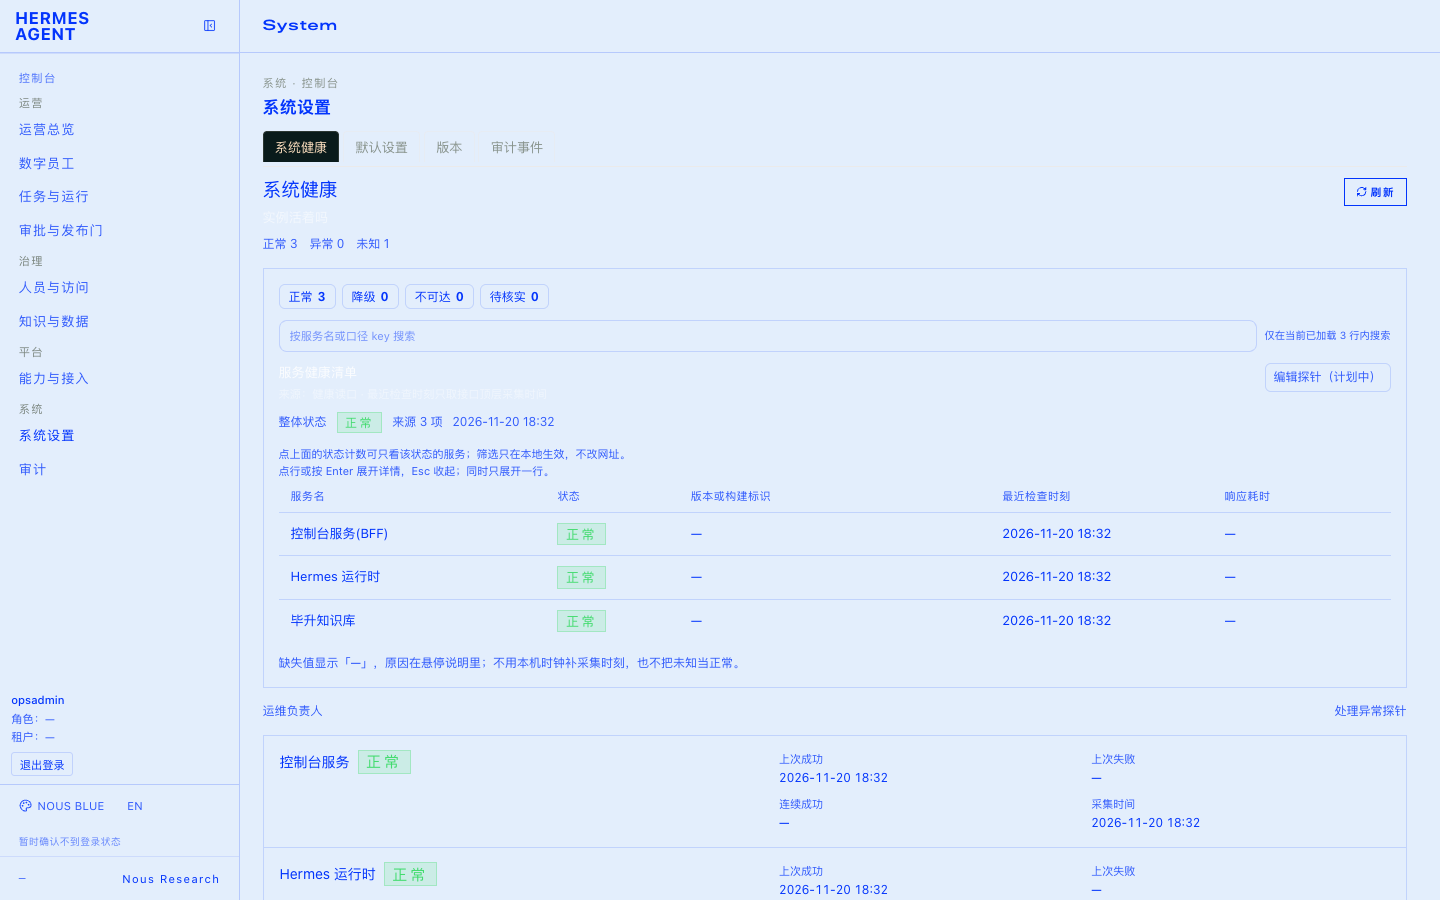 HERMES
AGENT
System
控制台
运营
运营总览
数字员工
任务与运行
审批与发布门
治理
人员与访问
知识与数据
平台
能力与接入
系统
系统设置
审计
opsadmin
角色：—
租户：—
退出登录
NOUS BLUE EN
暂时确认不到登录状态
— Nous Research
系统 · 控制台
系统设置
系统健康 默认设置 版本 审计事件
系统健康
刷新
实例活着吗
正常 3 异常 0 未知 1
正常 3 降级 0 不可达 0 待核实 0
按服务名或口径 key 搜索
仅在当前已加载 3 行内搜索
服务健康清单
编辑探针（计划中）
整体状态 正常 来源 3 项 2026-11-20 18:32
点上面的状态计数可只看该状态的服务；筛选只在本地生效，不改网址。
点行或按 Enter 展开详情，Esc 收起；同时只展开一行。
服务名 状态 版本或构建标识 最近检查时刻 响应耗时
控制台服务(BFF) 正常 — 2026-11-20 18:32 —
Hermes 运行时 正常 — 2026-11-20 18:32 —
毕升知识库 正常 — 2026-11-20 18:32 —
缺失值显示「—」，原因在悬停说明里；不用本机时钟补采集时刻，也不把未知当正常。
运维负责人 处理异常探针
控制台服务 正常
上次成功 上次失败
2026-11-20 18:32 —
连续成功 采集时间
— 2026-11-20 18:32
Hermes 运行时 正常
上次成功 上次失败
2026-11-20 18:32 —